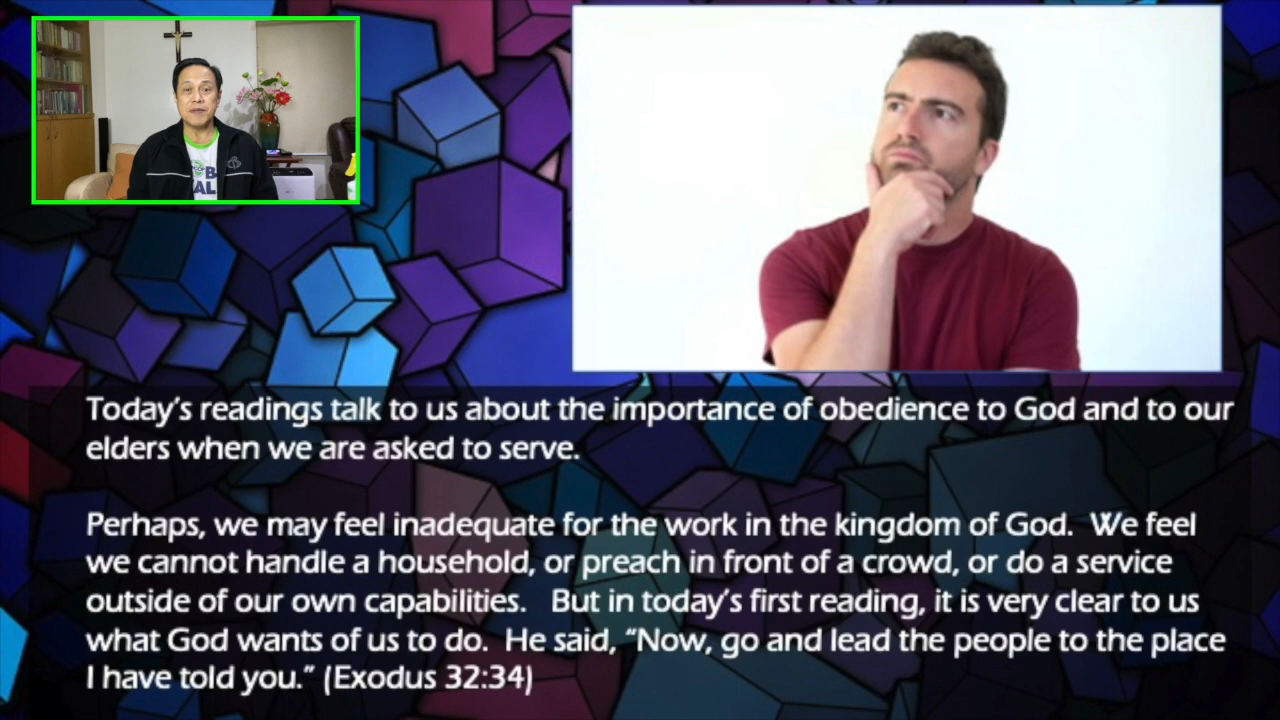 Today's readings talk to us about the importance of obedience to God and to our
elders when we are asked to serve.
Perhaps, we may feel inadequate for the work in the kingdom of God.  We feel
we cannot handle a household, or preach in front of a crowd, or do a service
outside of our own capabilities.   But in today's first reading, it is very clear to us
what God wants of us to do.  He said, “Now, go and lead the people to the place
I have told you.” (Exodus 32:34)